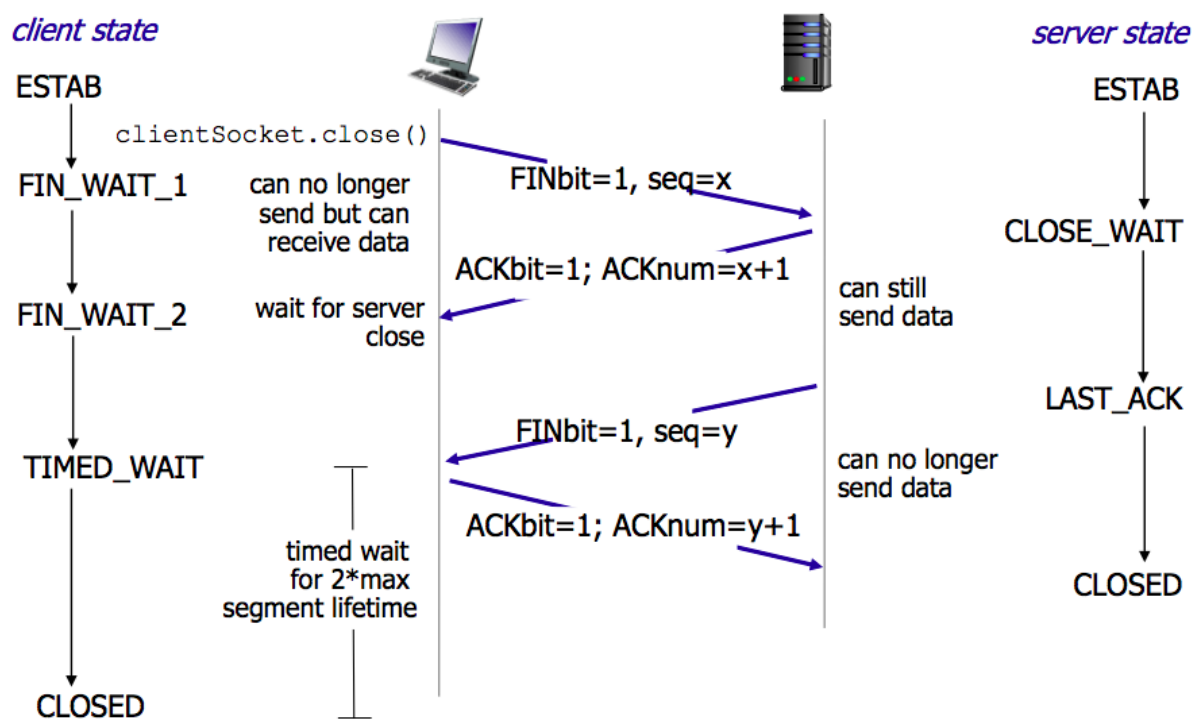 client state
server state
ESTAB
ESTAB
clientSocket.close()
FINbit=1, seq=x
FIN_WAIT_1
can no longer
send but can
receive data
CLOSE_WAIT
ACKbit=1; ACKnum=x+1
can still
send data
FIN_WAIT_2
wait for server
close
LAST_ACK
FINbit=1, seq=y
TIMED_WAIT
can no longer
send data
ACKbit=1; ACKnum=y+1
timed wait
for 2*max
segment lifetime
CLOSED
CLOSED